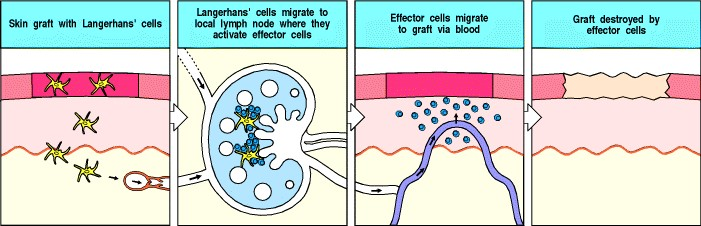 Skin graft with Langerhans' cells
Langerhans' cells migrate to
local lymph node where they
activate effector cells
Effector cells migrate
to graft via blood
Graft destroyed by
effector cells